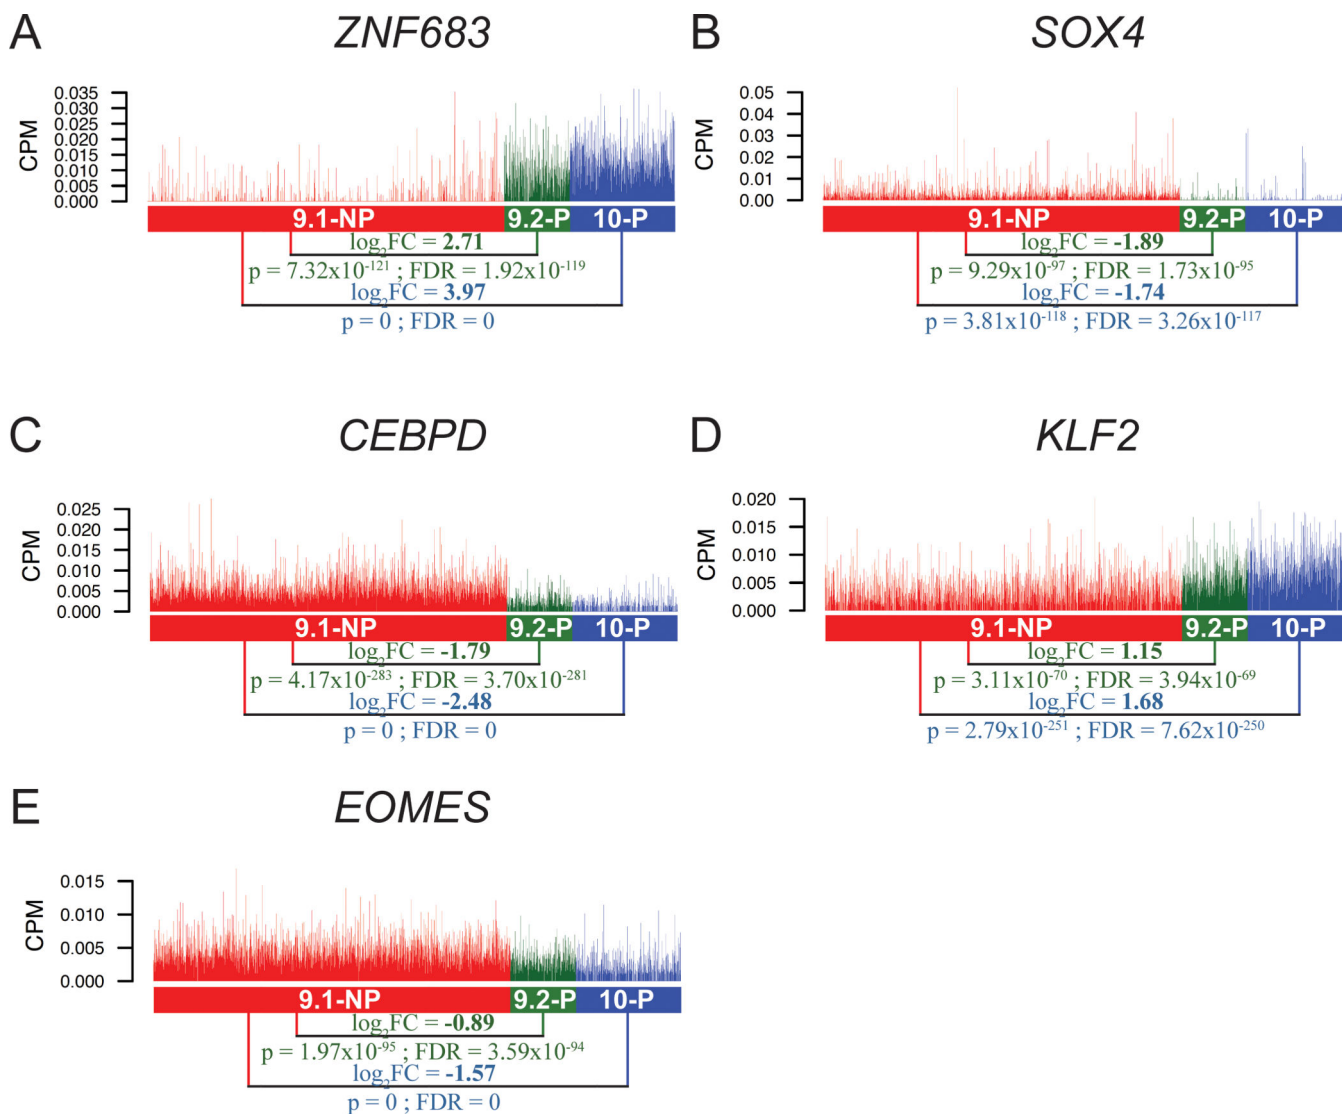 A
ZNF683
CPM
0.035
0.030
0.025
0.020
0.015
0.010
0.005
0.000
9.1-NP 9.2-P 10-P
log₂FC = 2.71
p = 7.32x10⁻¹²¹ ; FDR = 1.92x10⁻¹¹⁹
log₂FC = 3.97
p = 0 ; FDR = 0
B
SOX4
CPM
0.05
0.04
0.03
0.02
0.01
0.00
9.1-NP 9.2-P 10-P
log₂FC = -1.89
p = 9.29x10⁻⁹⁷ ; FDR = 1.73x10⁻⁹⁵
log₂FC = -1.74
p = 3.81x10⁻¹¹⁸ ; FDR = 3.26x10⁻¹¹⁷
C
CEBPD
CPM
0.025
0.020
0.015
0.010
0.005
0.000
9.1-NP 9.2-P 10-P
log₂FC = -1.79
p = 4.17x10⁻²⁸³ ; FDR = 3.70x10⁻²⁸¹
log₂FC = -2.48
p = 0 ; FDR = 0
D
KLF2
CPM
0.020
0.015
0.010
0.005
0.000
9.1-NP 9.2-P 10-P
log₂FC = 1.15
p = 3.11x10⁻⁷⁰ ; FDR = 3.94x10⁻⁶⁹
log₂FC = 1.68
p = 2.79x10⁻²⁵¹ ; FDR = 7.62x10⁻²⁵⁰
E
EOMES
CPM
0.015
0.010
0.005
0.000
9.1-NP 9.2-P 10-P
log₂FC = -0.89
p = 1.97x10⁻⁹⁵ ; FDR = 3.59x10⁻⁹⁴
log₂FC = -1.57
p = 0 ; FDR = 0